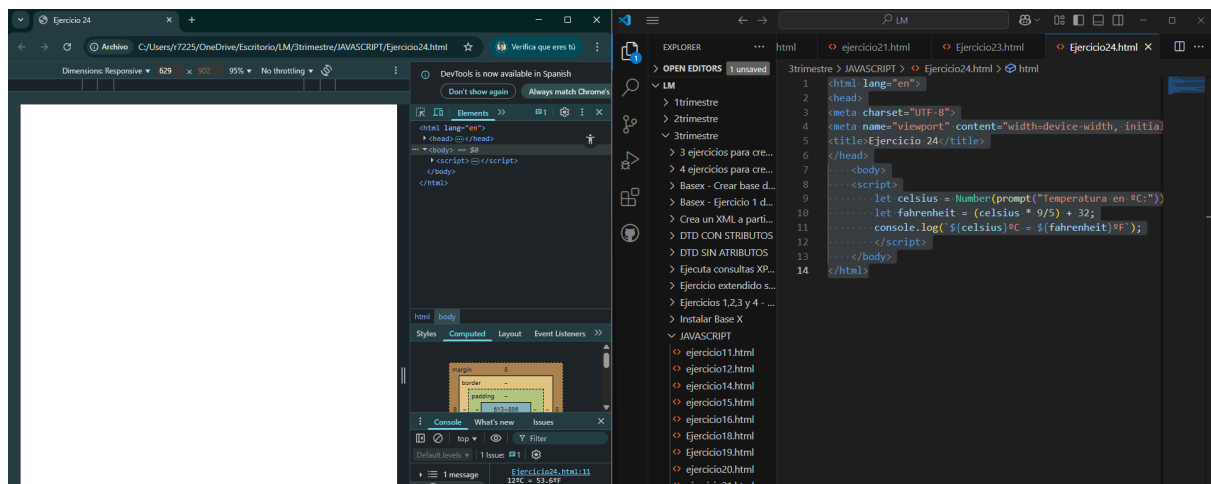 Ejercicio 24
Archivo C:/Users/r7225/OneDrive/Escritorio/LM/3trimestre/JAVASCRIPT/Ejercicio24.html
Verifica que eres tú
Dimensions: Responsive 629 × 902 95% No throttling
DevTools is now available in Spanish
Don't show again Always match Chrome's
Elements 1
<html lang="en">
<head> </head>
<body> == $0
<script> </script>
</body>
</html>
html body
Styles Computed Layout Event Listeners
margin 8
border –
padding –
8 – – 613×886 – – 8
Console What's new Issues
top Filter
Default levels 1 Issue: 1
1 message Ejercicio24.html:11
12ºC = 53.6ºF
LM
EXPLORER
OPEN EDITORS 1 unsaved
LM
1trimestre
2trimestre
3trimestre
3 ejercicios para cre...
4 ejercicios para cre...
Basex - Crear base d...
Basex - Ejercicio 1 d...
Crea un XML a parti...
DTD CON STRIBUTOS
DTD SIN ATRIBUTOS
Ejecuta consultas XP...
Ejercicio extendido s...
Ejercicios 1,2,3 y 4 - ...
Instalar Base X
JAVASCRIPT
ejercicio11.html
ejercicio12.html
ejercicio14.html
ejercicio15.html
ejercicio16.html
Ejercicio18.html
Ejercicio19.html
ejercicio20.html
html ejercicio21.html Ejercicio23.html Ejercicio24.html
3trimestre > JAVASCRIPT > Ejercicio24.html > html
1 <html lang="en">
2 <head>
3 <meta charset="UTF-8">
4 <meta name="viewport" content="width=device-width, initial
5 <title>Ejercicio 24</title>
6 </head>
7 <body>
8 <script>
9 let celsius = Number(prompt("Temperatura en ºC:"))
10 let fahrenheit = (celsius * 9/5) + 32;
11 console.log(`${celsius}ºC = ${fahrenheit}ºF`);
12 </script>
13 </body>
14 </html>